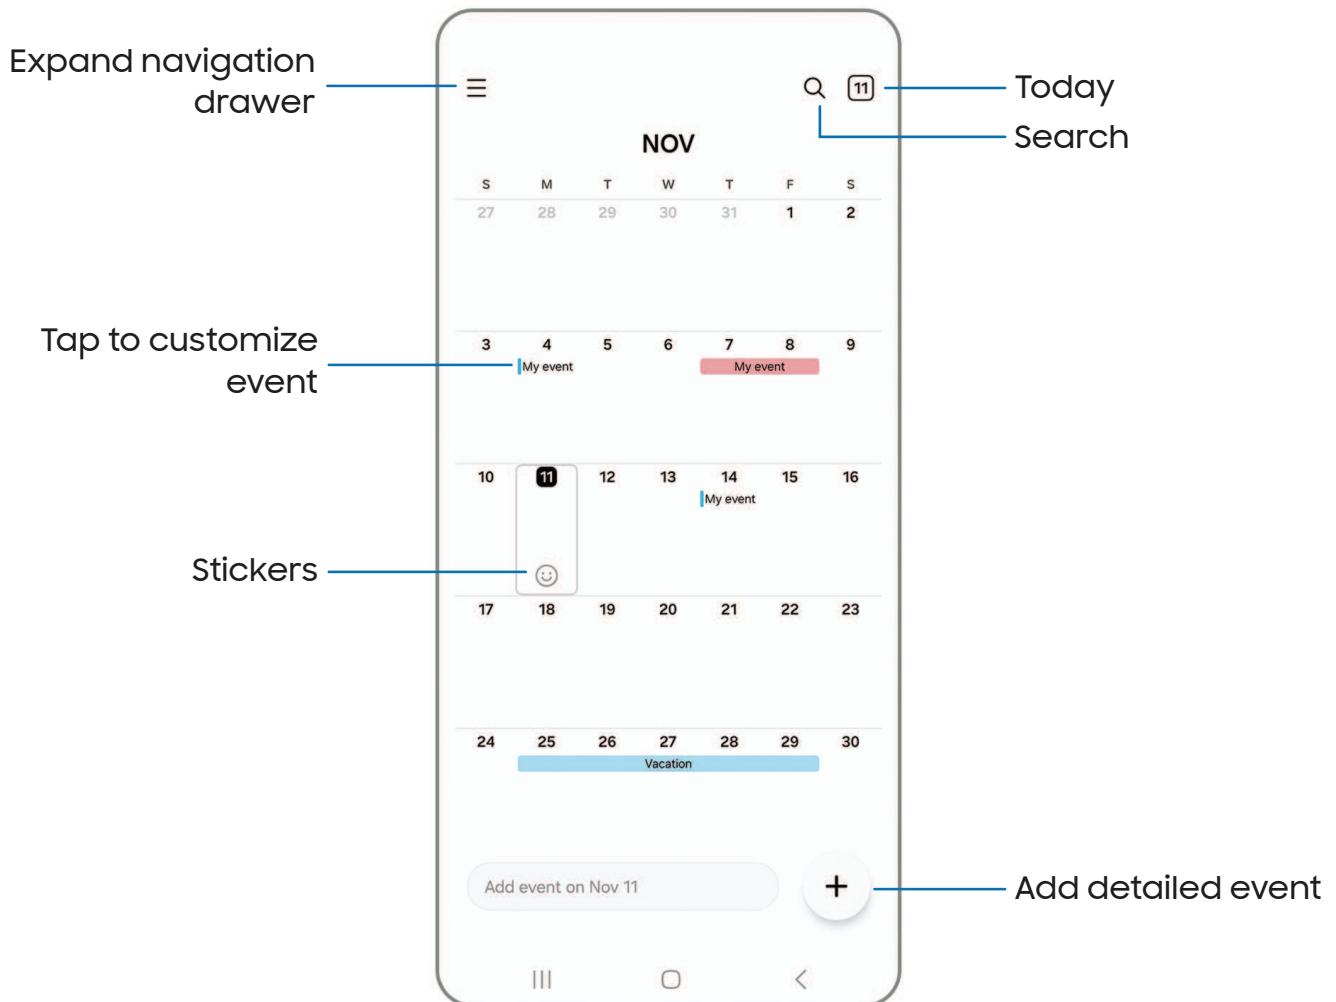 Expand navigation
drawer
11
Today
Search
NOV
S M T W T F S
27 28 29 30 31 1 2
Tap to customize
event
3 4 5 6 7 8 9
My event My event
10 11 12 13 14 15 16
My event
Stickers
17 18 19 20 21 22 23
24 25 26 27 28 29 30
Vacation
Add event on Nov 11
Add detailed event